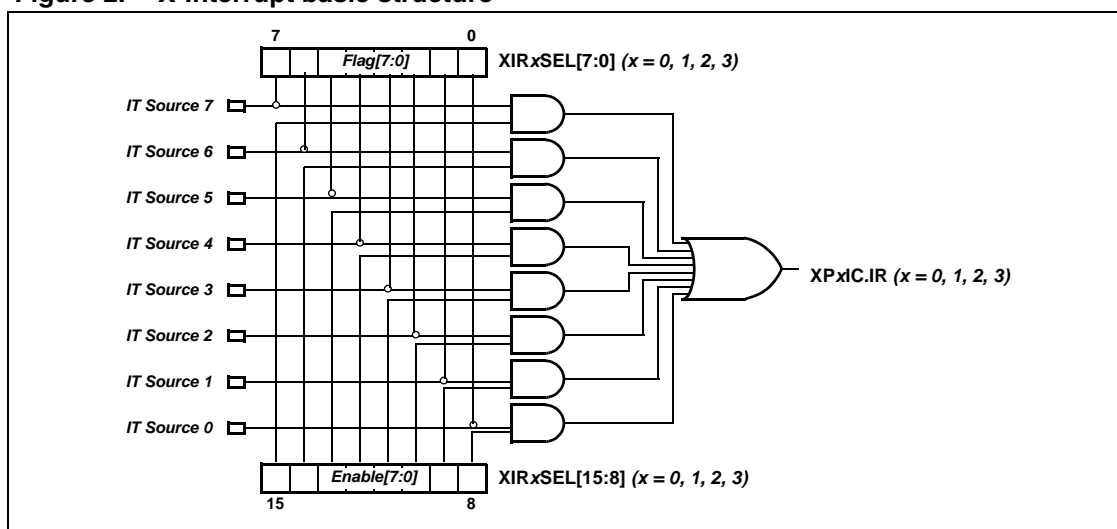 Figure 2. X-Interrupt basic structure
7 0
Flag[7:0] XIRxSEL[7:0] (x = 0, 1, 2, 3)
IT Source 7
IT Source 6
IT Source 5
IT Source 4
IT Source 3
IT Source 2
IT Source 1
IT Source 0
XPxIC.IR (x = 0, 1, 2, 3)
Enable[7:0] XIRxSEL[15:8] (x = 0, 1, 2, 3)
15 8